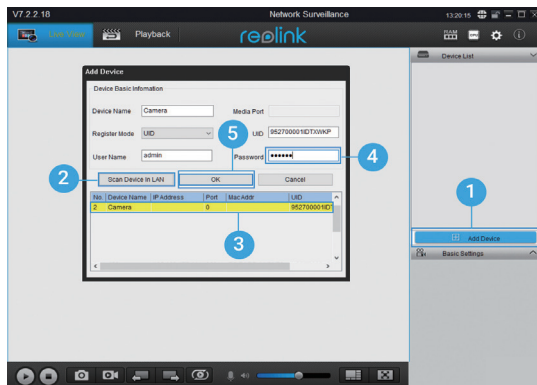 V7.2.2.18 Network Surveillance 13:20:15
Live View Playback reolink
Device List
Add Device
Device Basic Infomation
Device Name Camera Media Port
Register Mode UID UID 952700001IDTXWKP
User Name admin Password ••••••
Scan Device In LAN OK Cancel
No. Device Name IP Address Port Mac Addr UID
2 Camera 0 952700001ID
1
2
3
4
5
Add Device
Basic Settings